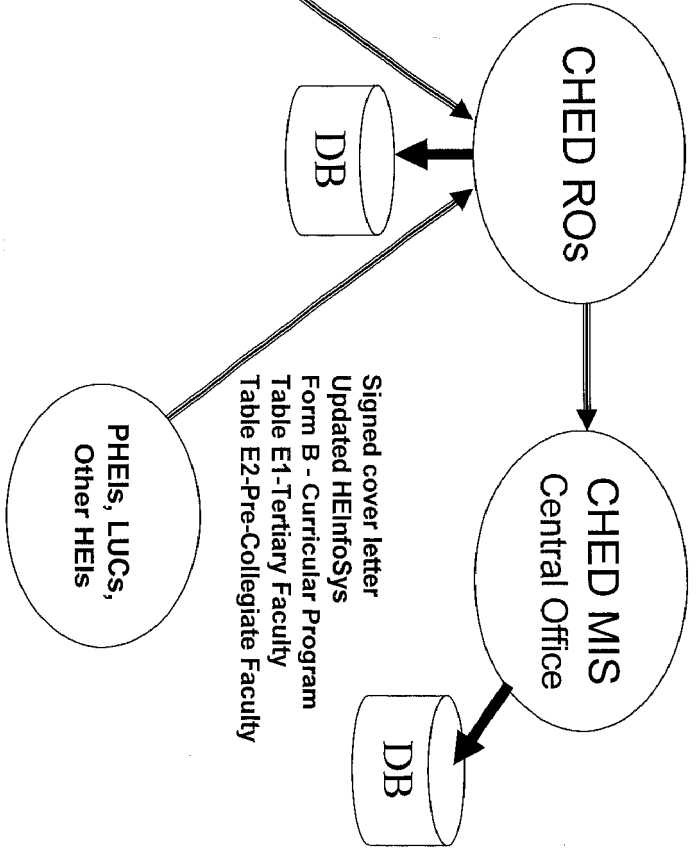 CHED ROs
DB
CHED MIS
Central Office
DB
Signed cover letter
Updated HEInfoSys
Form B - Curricular Program
Table E1-Tertiary Faculty
Table E2-Pre-Collegiate Faculty
PHEIs, LUCs,
Other HEIs